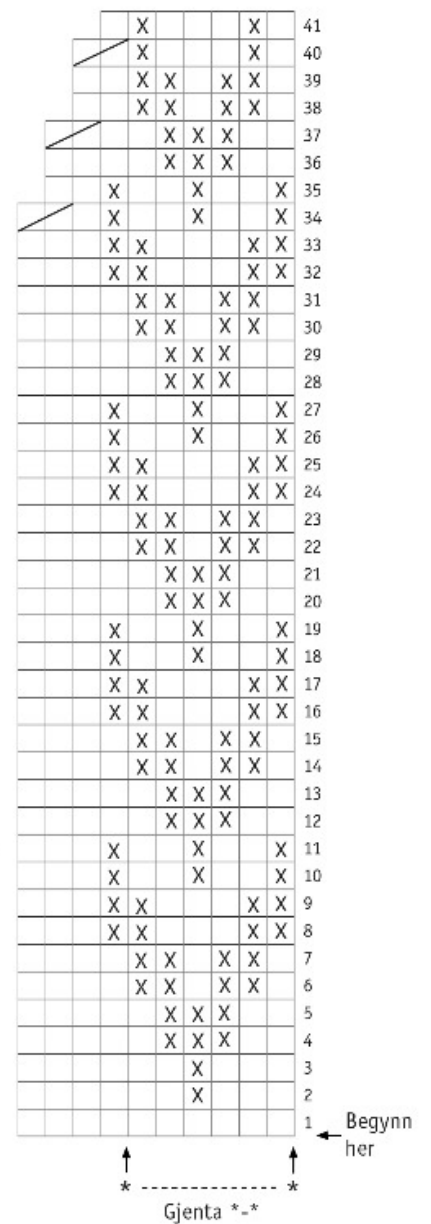 X X 41
X X 40
X X X X 39
X X X X 38
X X X 37
X X X 36
X X X 35
X X X 34
X X X X 33
X X X X 32
X X X X 31
X X X X 30
X X X 29
X X X 28
X X X 27
X X X 26
X X X X 25
X X X X 24
X X X X 23
X X X X 22
X X X 21
X X X 20
X X X 19
X X X 18
X X X X 17
X X X X 16
X X X X 15
X X X X 14
X X X 13
X X X 12
X X X 11
X X X 10
X X X X 9
X X X X 8
X X X X 7
X X X X 6
X X X 5
X X X 4
X 3
X 2
1 Begynn
her
* - - - - - - - - - - - - - *
Gjenta *-*